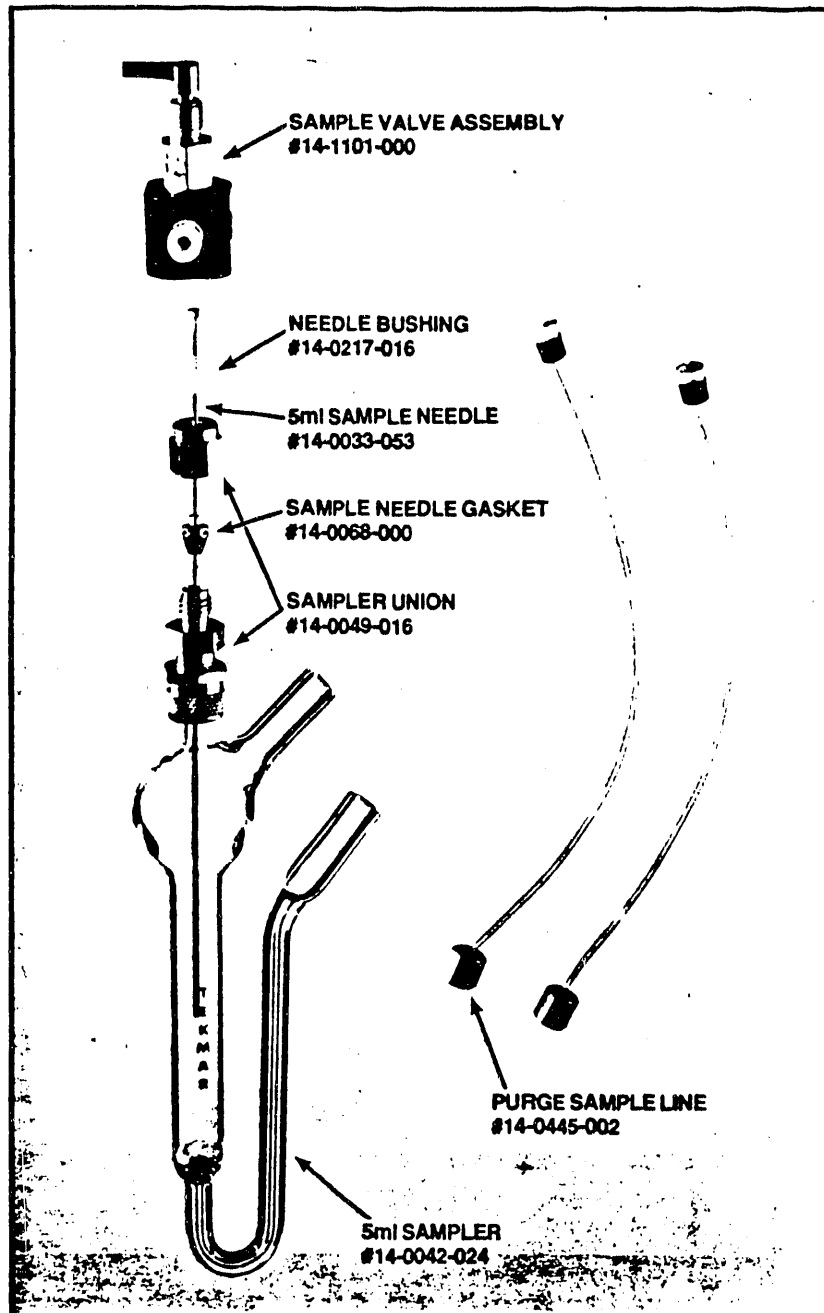 SAMPLE VALVE ASSEMBLY
#14-1101-000
NEEDLE BUSHING
#14-0217-016
5ml SAMPLE NEEDLE
#14-0033-053
SAMPLE NEEDLE GASKET
#14-0068-000
SAMPLER UNION
#14-0049-016
TEKMAR
PURGE SAMPLE LINE
#14-0445-002
5ml SAMPLER
#14-0042-024